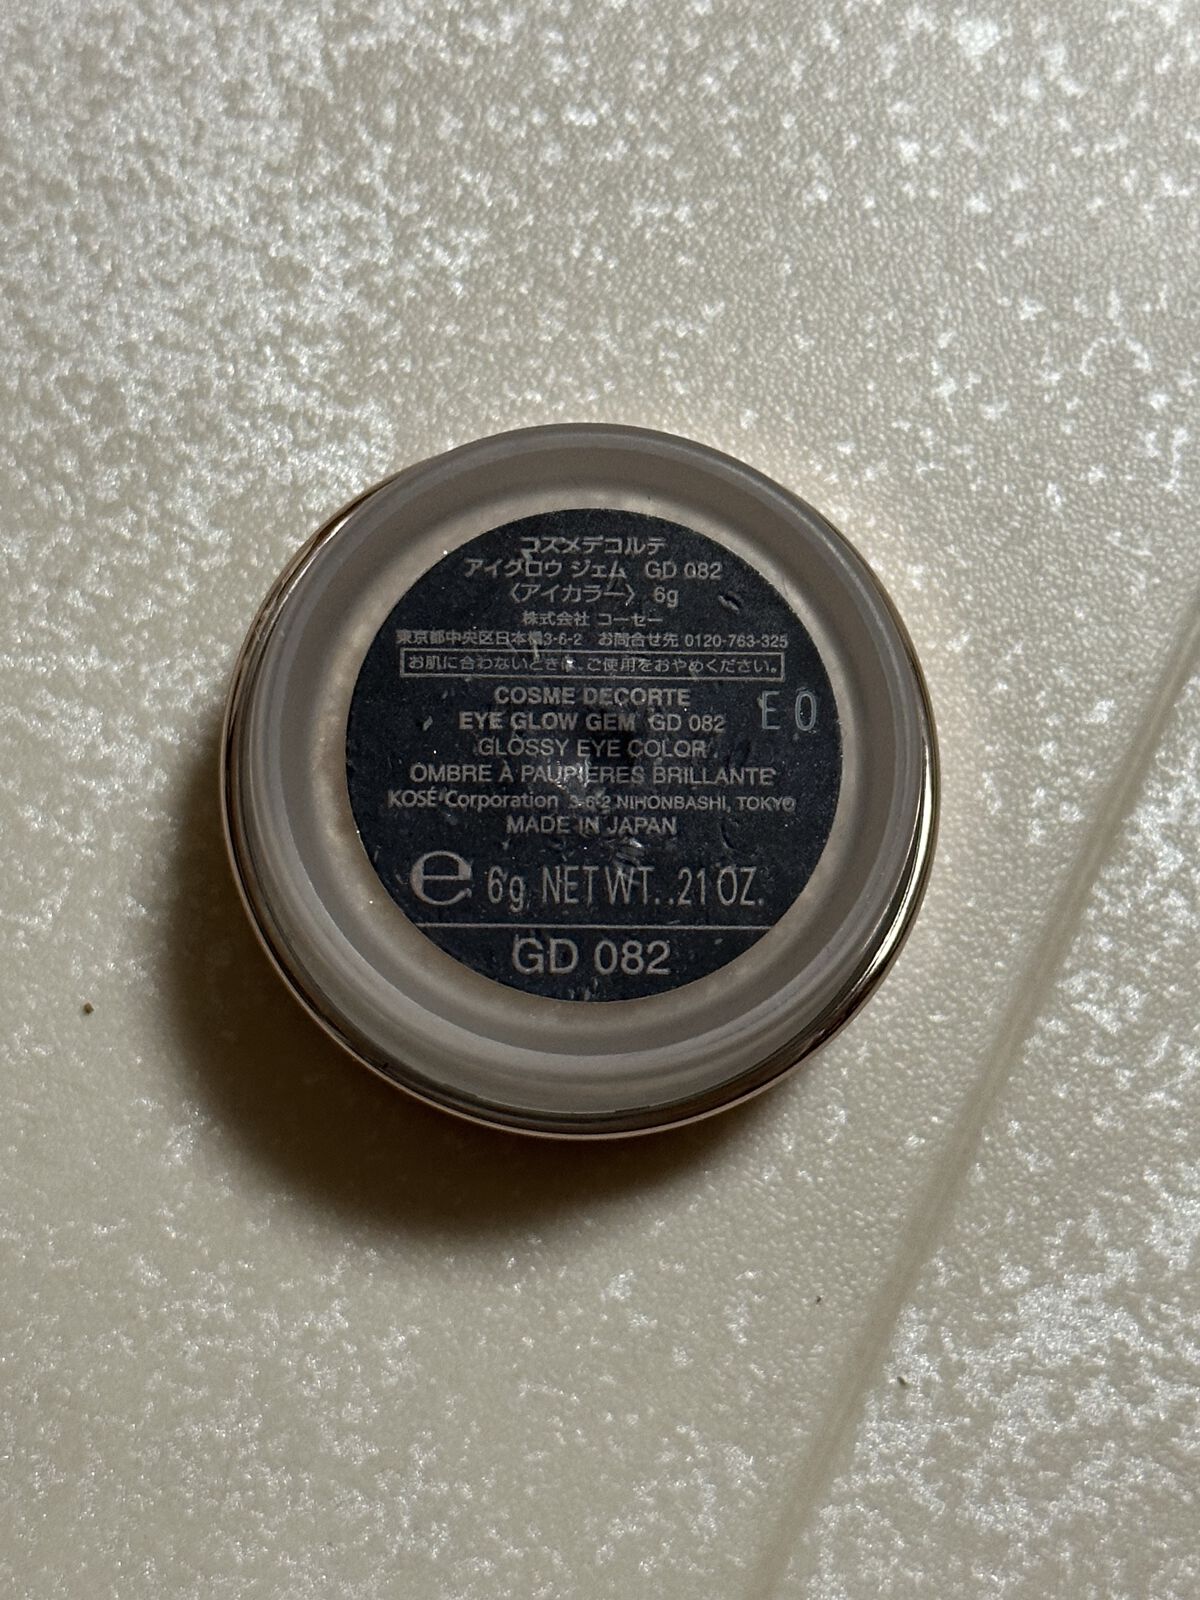 コスメデコルテ
アイグロウ ジェム GD 082
〈アイカラー〉 6g
株式会社 コーセー
東京都中央区日本橋3-6-2 お問合せ先 0120-763-325
お肌に合わないときは、ご使用をおやめください。
COSME DECORTE
EYE GLOW GEM GD 082
E0
GLOSSY EYE COLOR
OMBRE À PAUPIERES BRILLANTE
KOSÉ Corporation 3-6-2 NIHONBASHI, TOKYO
MADE IN JAPAN
e 6g NET WT. .21 OZ.
GD 082